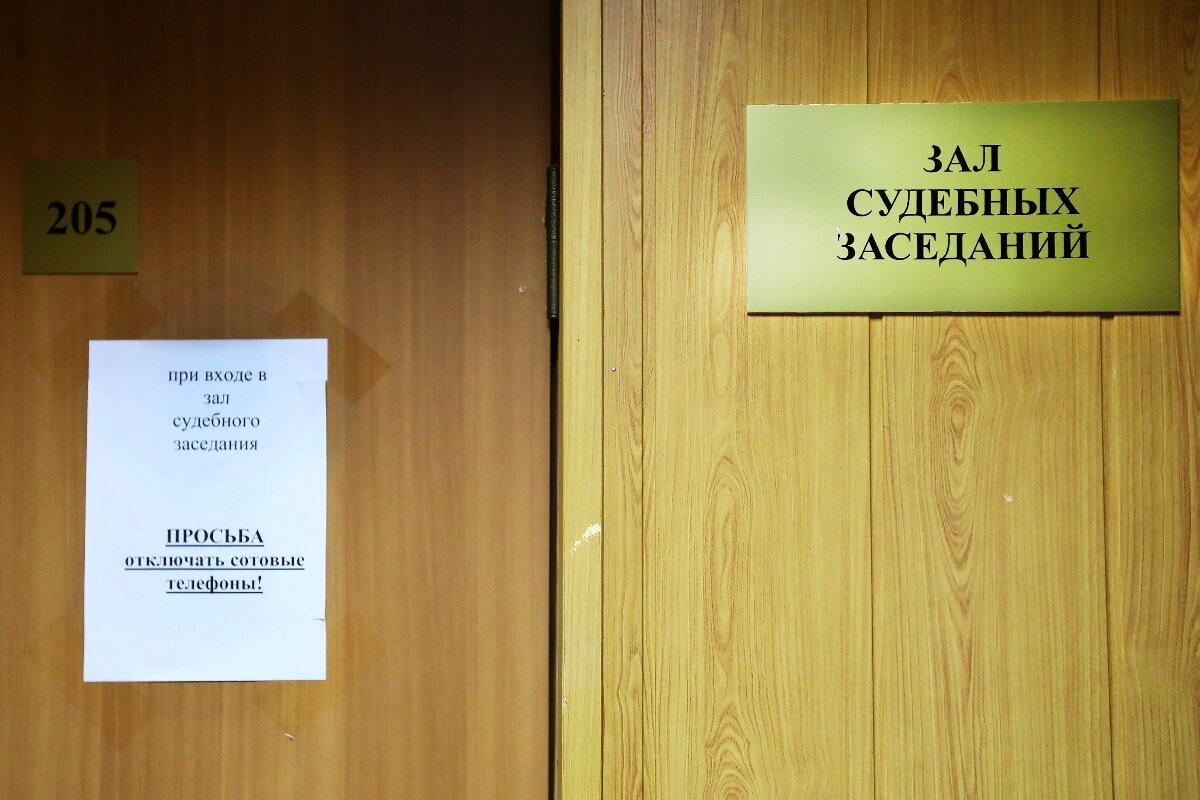 205
при входе в
зал
судебного
заседания
ПРОСЬБА
отключать сотовые
телефоны!
ЗАЛ
СУДЕБНЫХ
ЗАСЕДАНИЙ